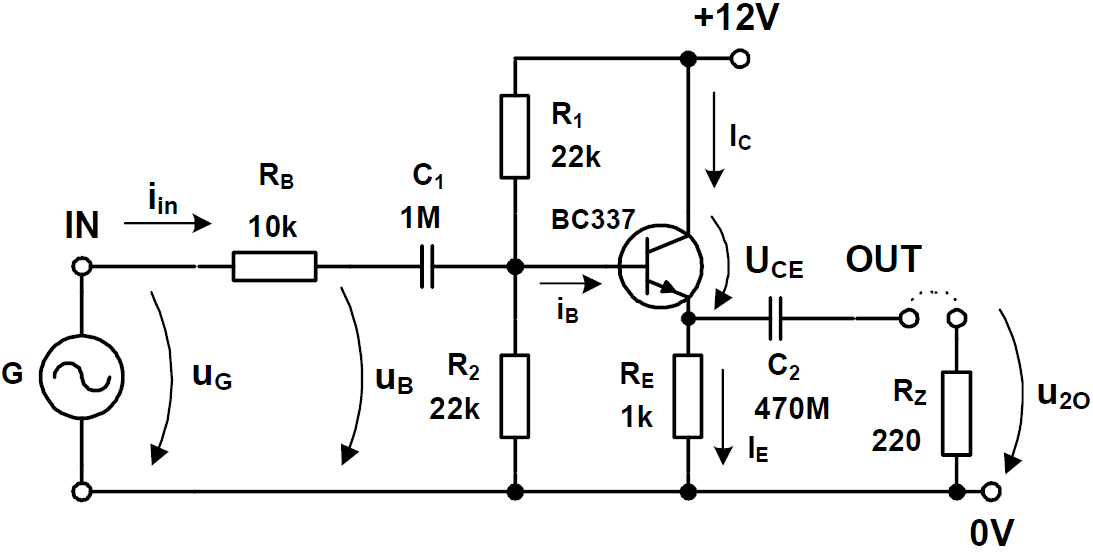 +12V
R1
22k
IC
RB
10k
C1
1M
iin
IN
BC337
UCE
OUT
iB
G
uG
uB
R2
22k
RE
1k
IE
C2
470M
RZ
220
u2O
0V